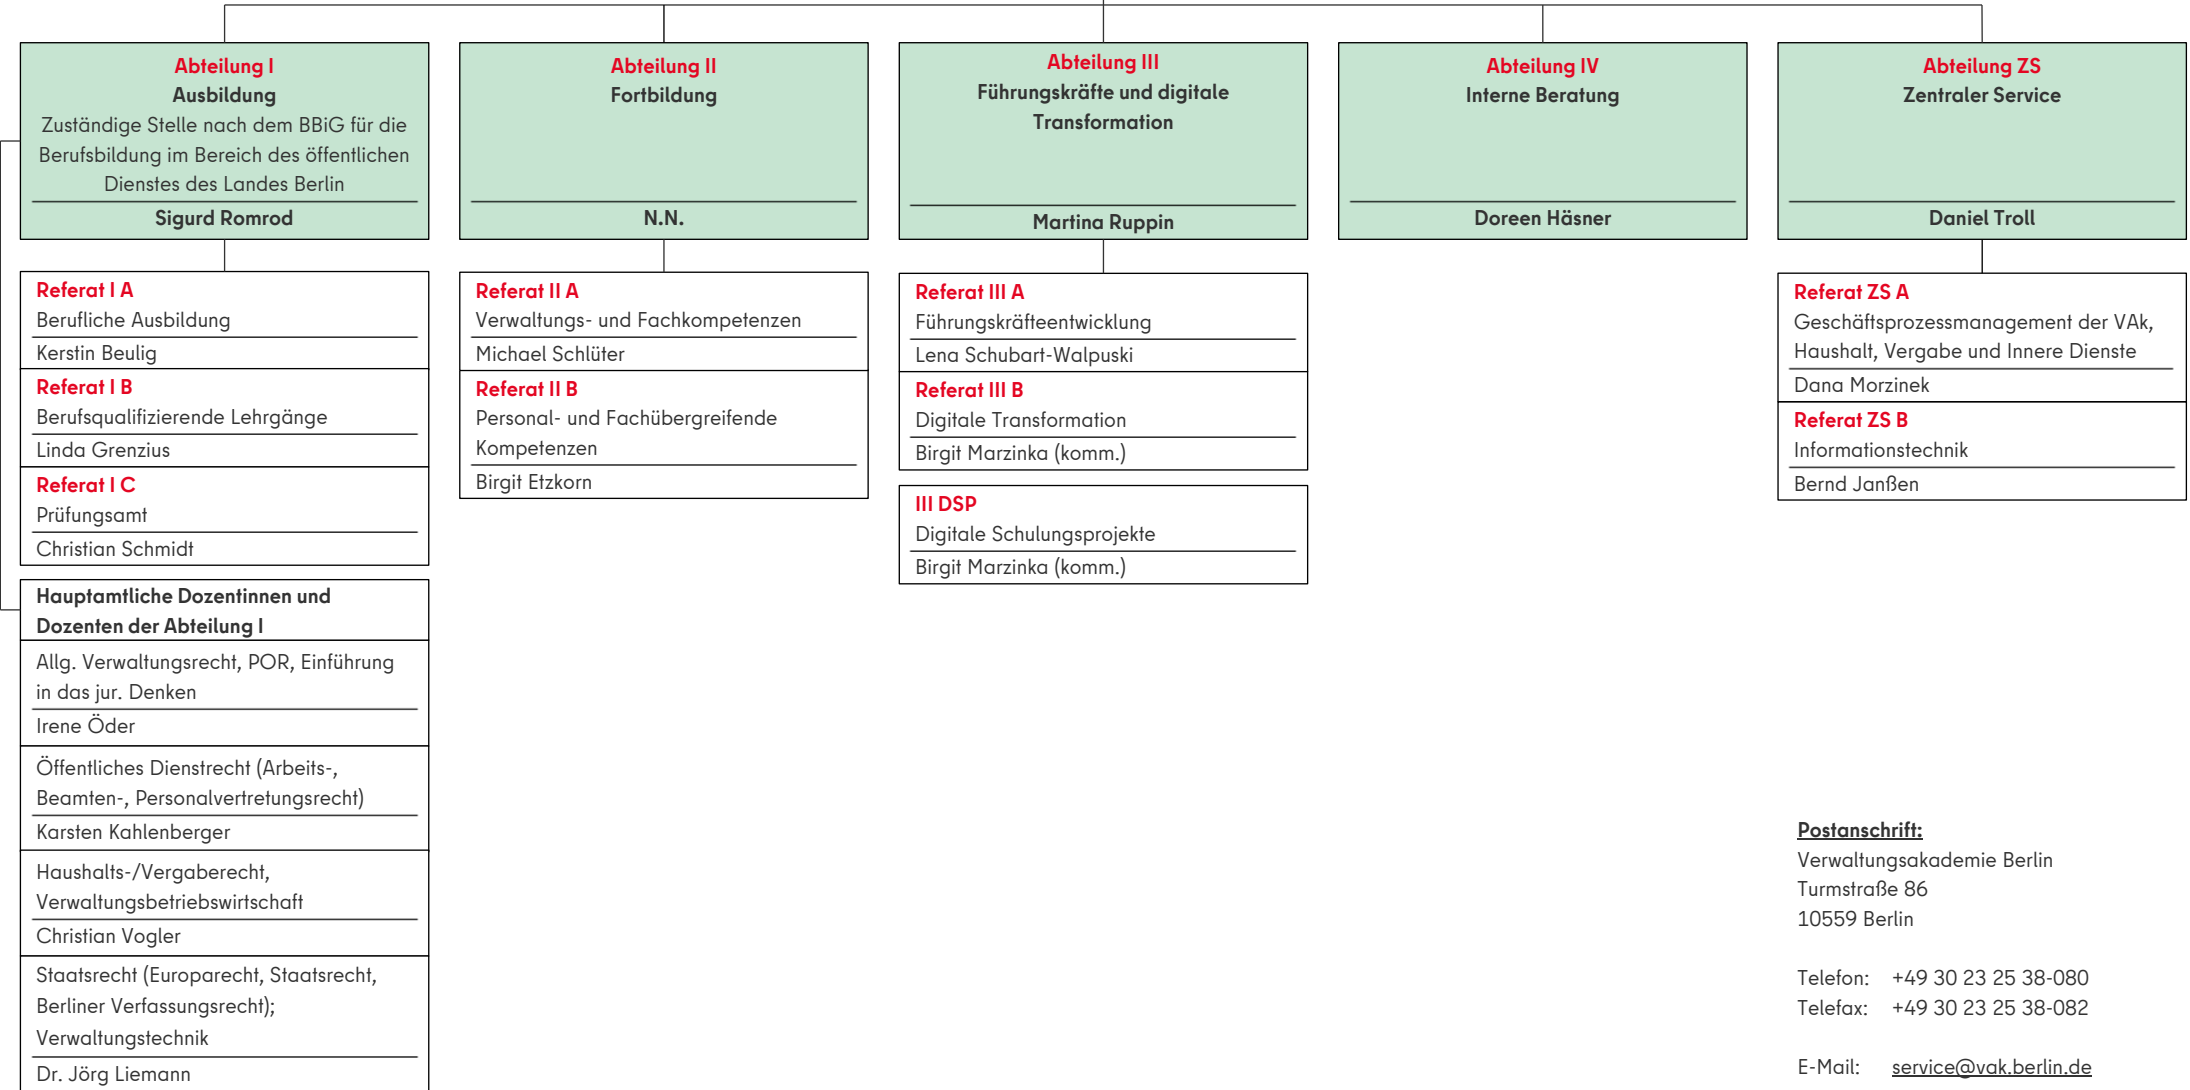 Abteilung I
Ausbildung
Zuständige Stelle nach dem BBiG für die
Berufsbildung im Bereich des öffentlichen
Dienstes des Landes Berlin
Sigurd Romrod
Referat I A
Berufliche Ausbildung
Kerstin Beulig
Referat I B
Berufsqualifizierende Lehrgänge
Linda Grenzius
Referat I C
Prüfungsamt
Christian Schmidt
Hauptamtliche Dozentinnen und
Dozenten der Abteilung I
Allg. Verwaltungsrecht, POR, Einführung
in das jur. Denken
Irene Öder
Öffentliches Dienstrecht (Arbeits-,
Beamten-, Personalvertretungsrecht)
Karsten Kahlenberger
Haushalts-/Vergaberecht,
Verwaltungsbetriebswirtschaft
Christian Vogler
Staatsrecht (Europarecht, Staatsrecht,
Berliner Verfassungsrecht);
Verwaltungstechnik
Dr. Jörg Liemann
Abteilung II
Fortbildung
N.N.
Referat II A
Verwaltungs- und Fachkompetenzen
Michael Schlüter
Referat II B
Personal- und Fachübergreifende
Kompetenzen
Birgit Etzkorn
Abteilung III
Führungskräfte und digitale
Transformation
Martina Ruppin
Referat III A
Führungskräfteentwicklung
Lena Schubart-Walpuski
Referat III B
Digitale Transformation
Birgit Marzinka (komm.)
III DSP
Digitale Schulungsprojekte
Birgit Marzinka (komm.)
Abteilung IV
Interne Beratung
Doreen Häsner
Abteilung ZS
Zentraler Service
Daniel Troll
Referat ZS A
Geschäftsprozessmanagement der VAk,
Haushalt, Vergabe und Innere Dienste
Dana Morzinek
Referat ZS B
Informationstechnik
Bernd Janßen
Postanschrift:
Verwaltungsakademie Berlin
Turmstraße 86
10559 Berlin
Telefon: +49 30 23 25 38-080
Telefax: +49 30 23 25 38-082
E-Mail: service@vak.berlin.de